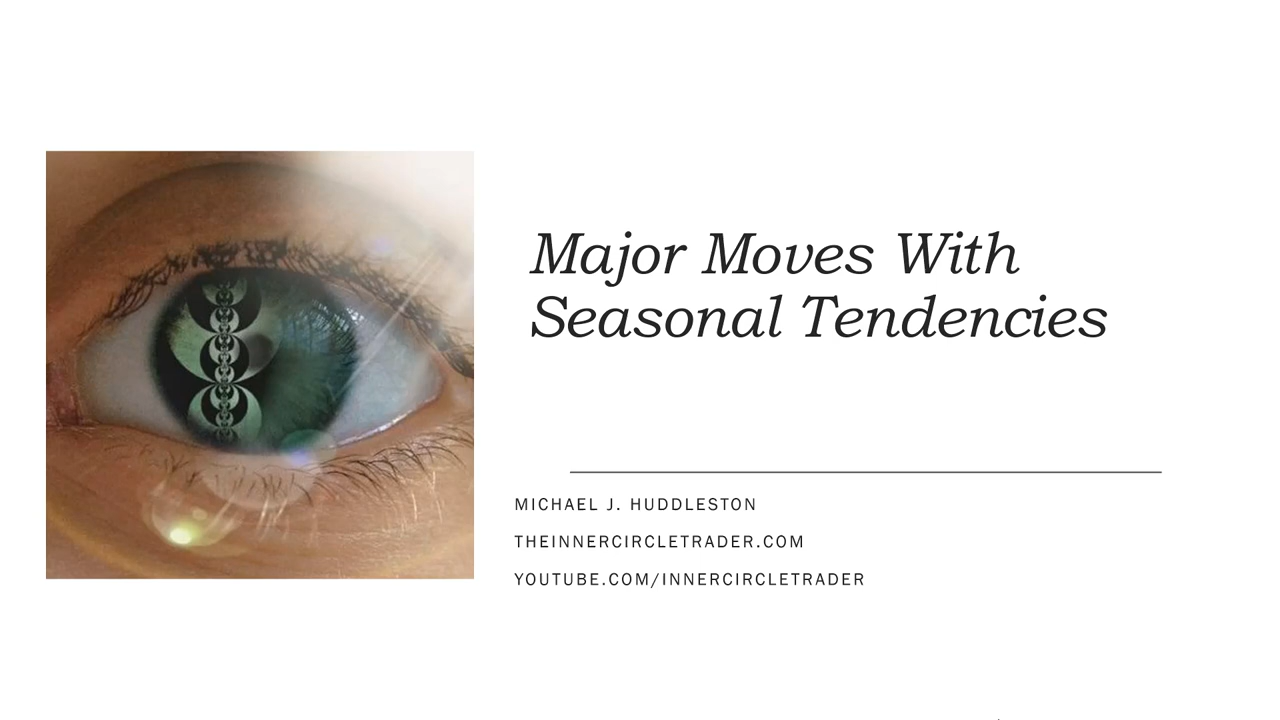 Major Moves With
Seasonal Tendencies
MICHAEL J. HUDDLESTON
THEINNERCIRCLETRADER.COM
YOUTUBE.COM/INNERCIRCLETRADER